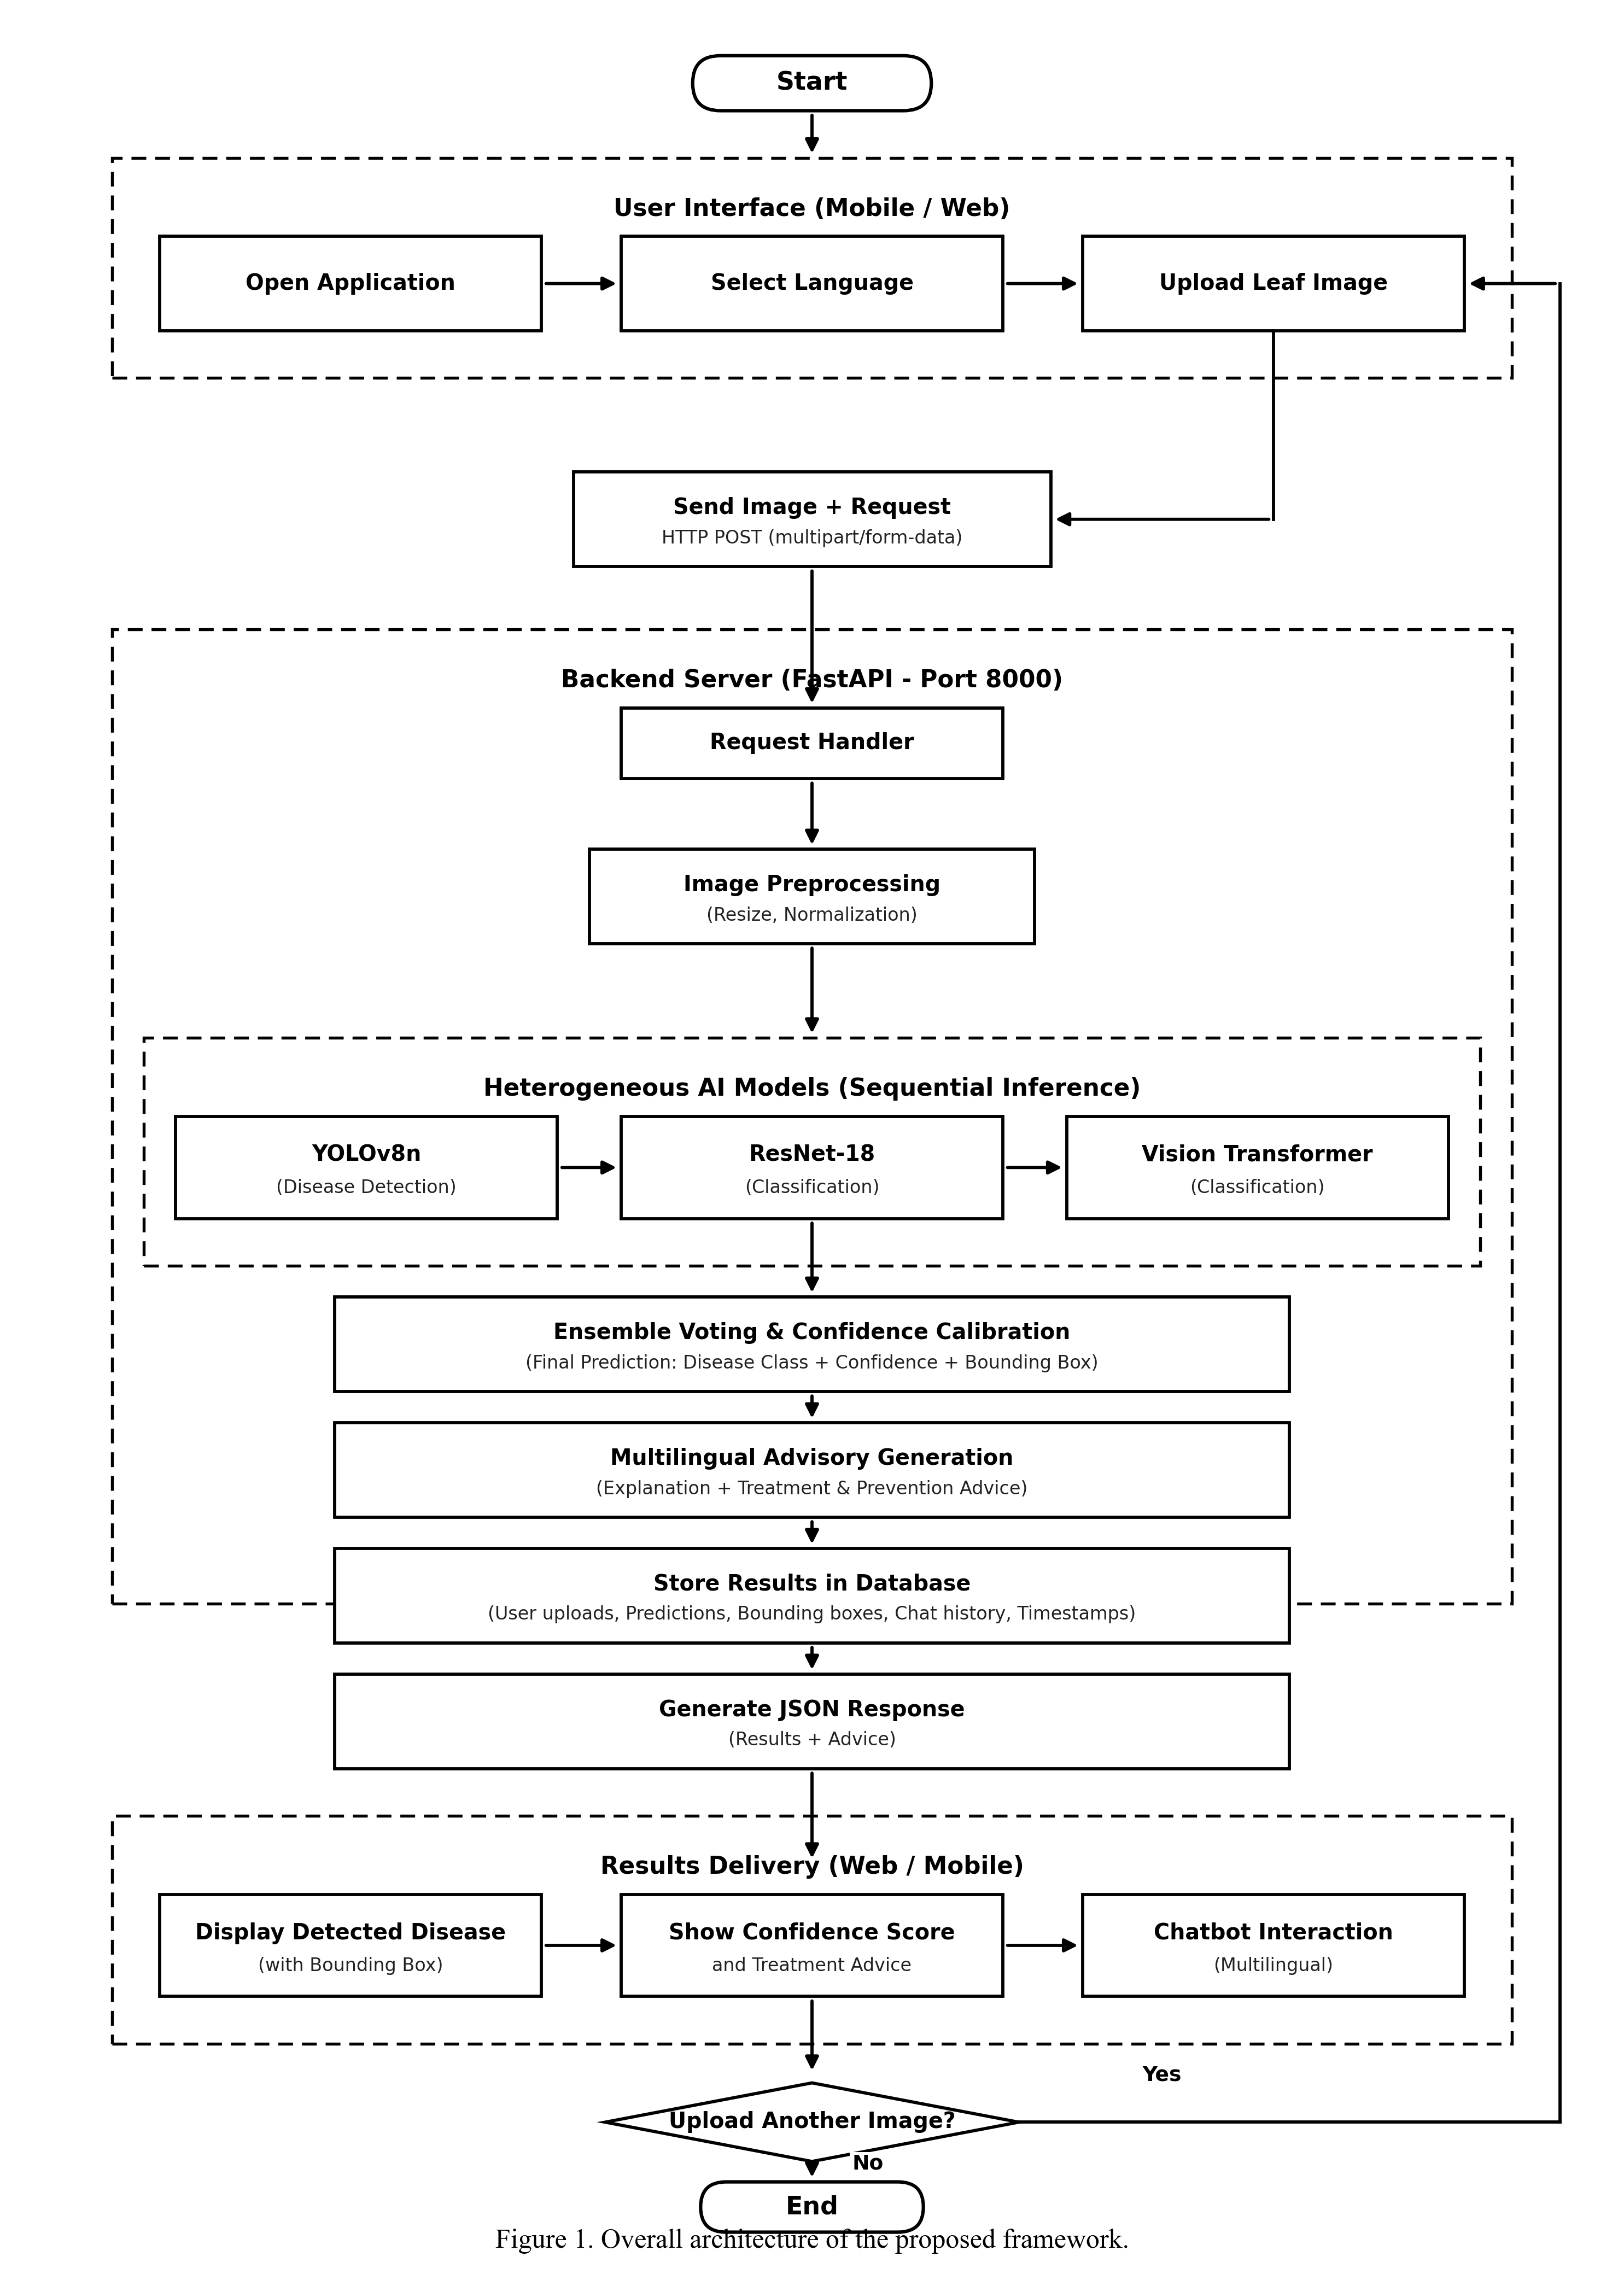 Start
User Interface (Mobile / Web)
Open Application
Select Language
Upload Leaf Image
Send Image + Request
HTTP POST (multipart/form-data)
Backend Server (FastAPI - Port 8000)
Request Handler
Image Preprocessing
(Resize, Normalization)
Heterogeneous AI Models (Sequential Inference)
YOLOv8n
(Disease Detection)
ResNet-18
(Classification)
Vision Transformer
(Classification)
Ensemble Voting & Confidence Calibration
(Final Prediction: Disease Class + Confidence + Bounding Box)
Multilingual Advisory Generation
(Explanation + Treatment & Prevention Advice)
Store Results in Database
(User uploads, Predictions, Bounding boxes, Chat history, Timestamps)
Generate JSON Response
(Results + Advice)
Results Delivery (Web / Mobile)
Display Detected Disease
(with Bounding Box)
Show Confidence Score
and Treatment Advice
Chatbot Interaction
(Multilingual)
Yes
Upload Another Image?
No
End
Figure 1. Overall architecture of the proposed framework.